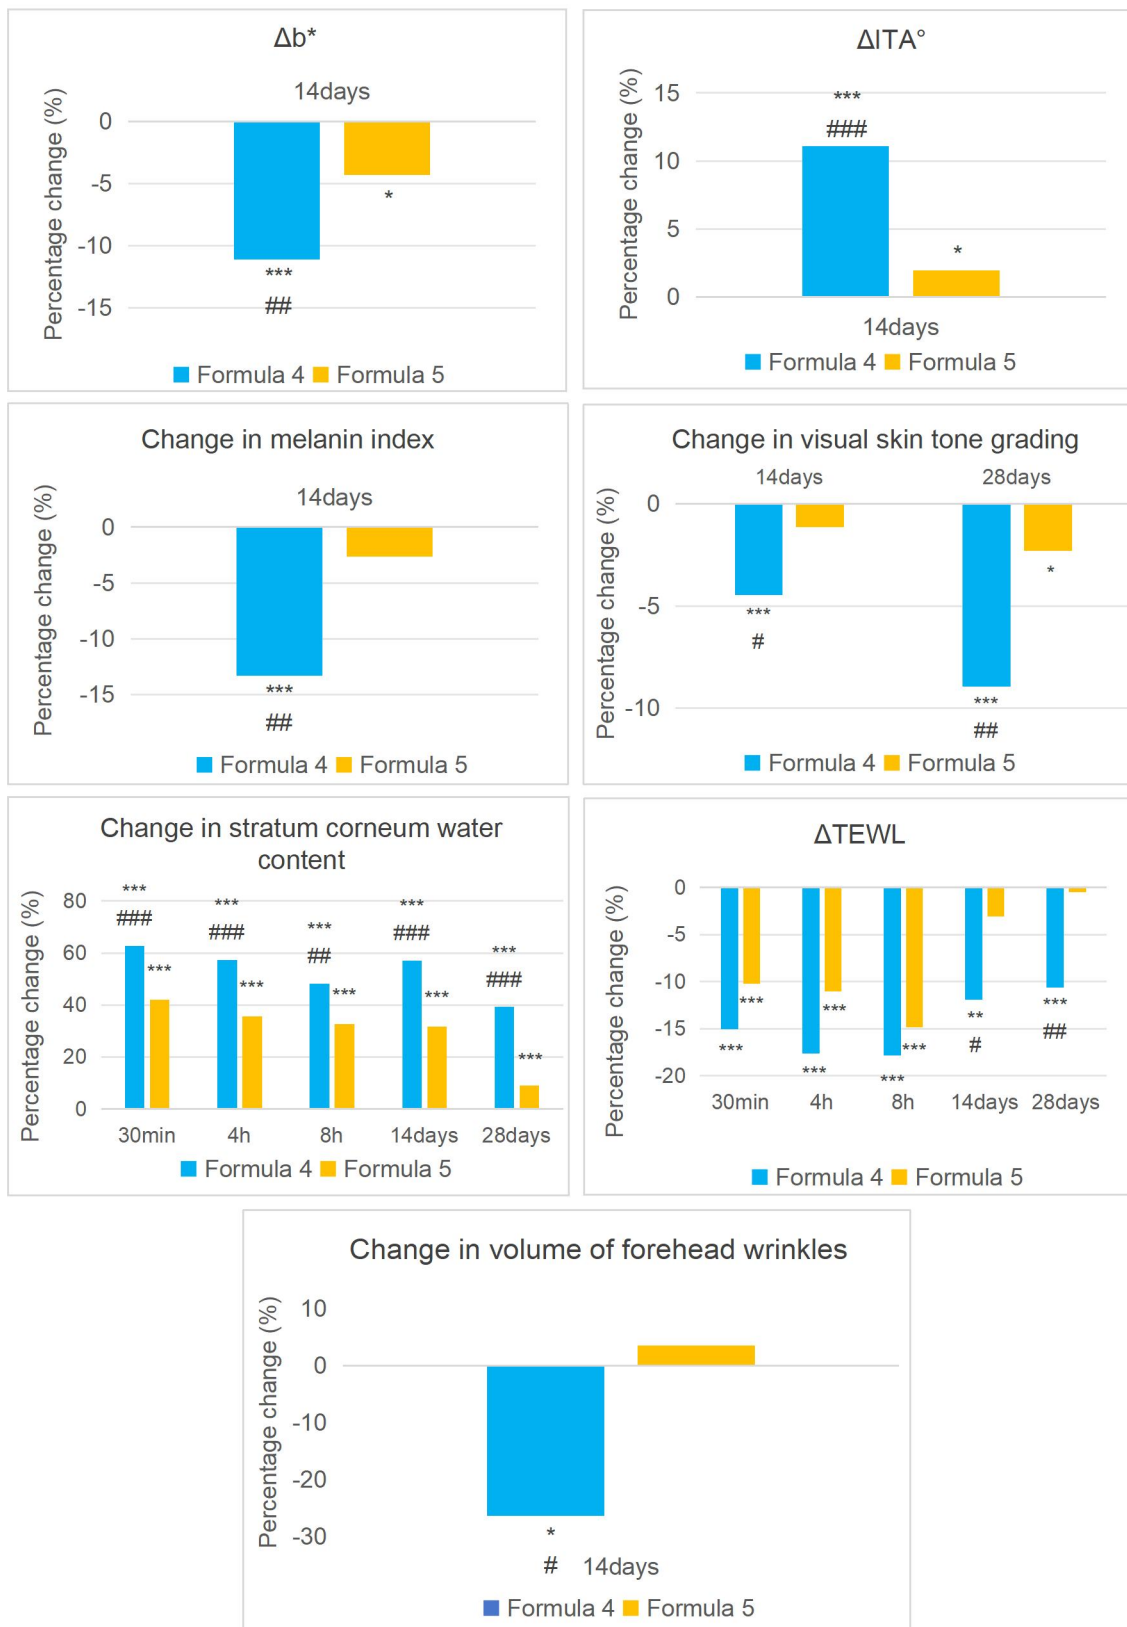 Δb*
Percentage change (%)
14days
0
-5
-10
-15
*
***
##
Formula 4 Formula 5
ΔITA°
Percentage change (%)
15
10
5
0
***
###
*
14days
Formula 4 Formula 5
Change in melanin index
Percentage change (%)
14days
0
-5
-10
-15
***
##
Formula 4 Formula 5
Change in visual skin tone grading
Percentage change (%)
14days 28days
0
-5
-10
***
#
*
***
##
Formula 4 Formula 5
Change in stratum corneum water
content
Percentage change (%)
80
60
40
20
0
***
###
***
***
###
***
***
##
***
***
###
***
***
###
***
30min 4h 8h 14days 28days
Formula 4 Formula 5
ΔTEWL
Percentage change (%)
0
-5
-10
-15
-20
***
***
***
***
***
***
**
#
***
##
30min 4h 8h 14days 28days
Formula 4 Formula 5
Change in volume of forehead wrinkles
Percentage change (%)
10
0
-10
-20
-30
*
# 14days
Formula 4 Formula 5